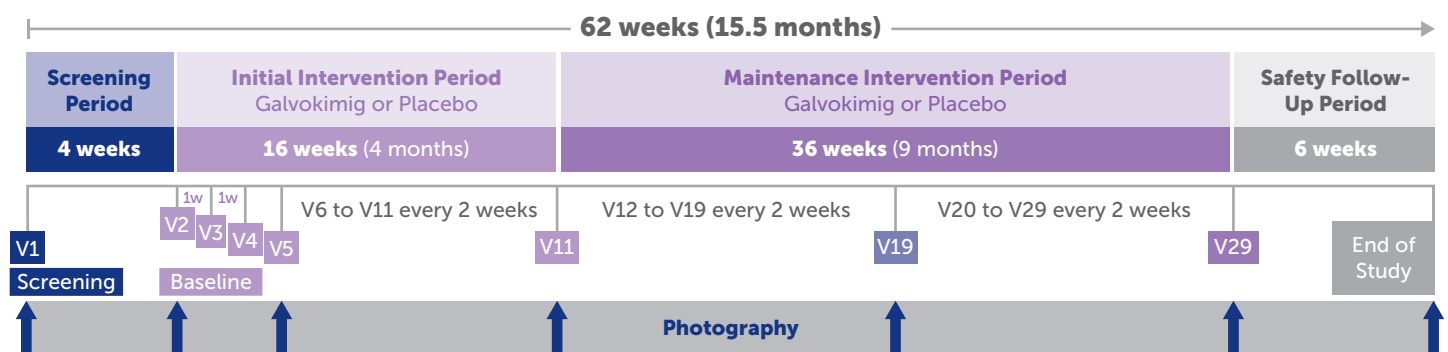 62 weeks (15.5 months)
Screening
Period
Initial Intervention Period
Galvokimig or Placebo
Maintenance Intervention Period
Galvokimig or Placebo
Safety Follow-
Up Period
4 weeks
16 weeks (4 months)
36 weeks (9 months)
6 weeks
1w
1w
V6 to V11 every 2 weeks
V12 to V19 every 2 weeks
V20 to V29 every 2 weeks
V1
V2
V3
V4
V5
V11
V19
V29
End of
Study
Screening
Baseline
Photography